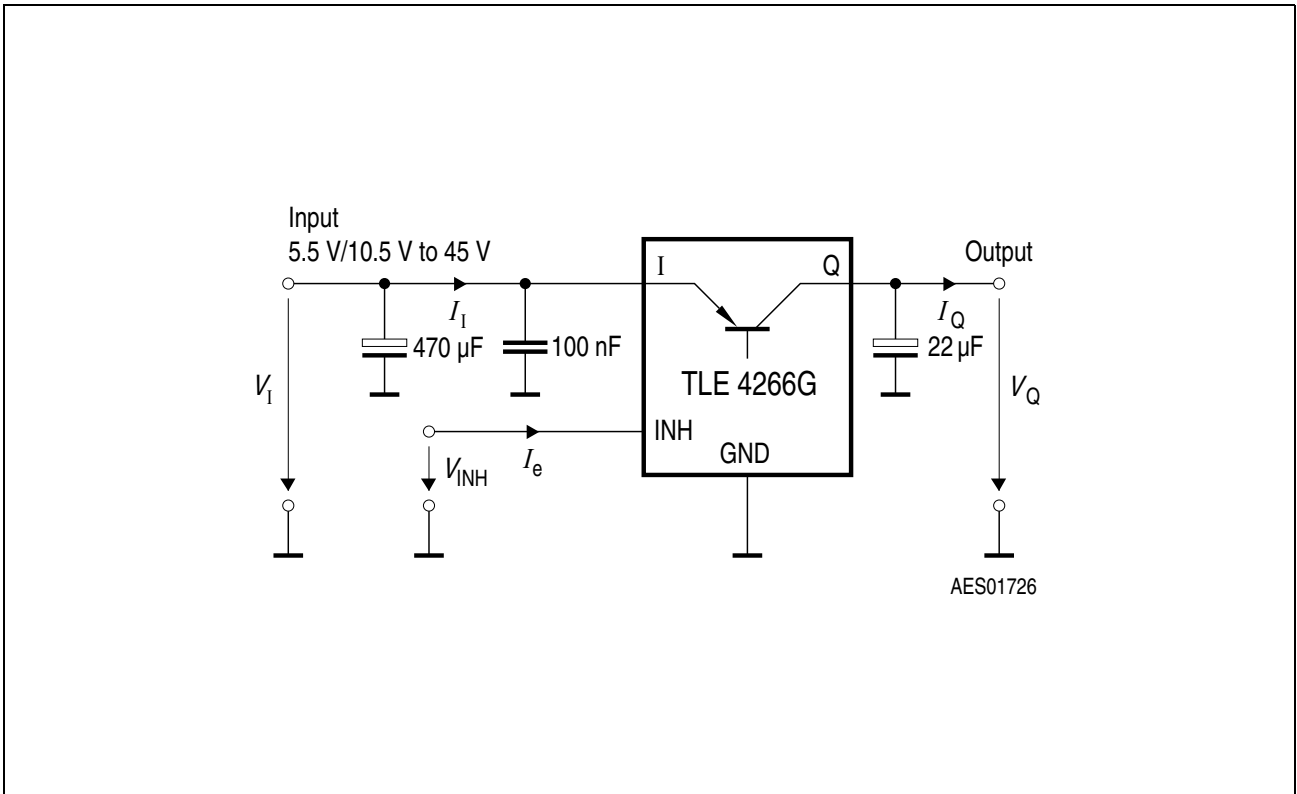 Input
5.5 V/10.5 V to 45 V
Output
I
Q
I_I
I_Q
470 µF
100 nF
22 µF
TLE 4266G
V_I
V_Q
INH
I_e
V_INH
GND
AES01726